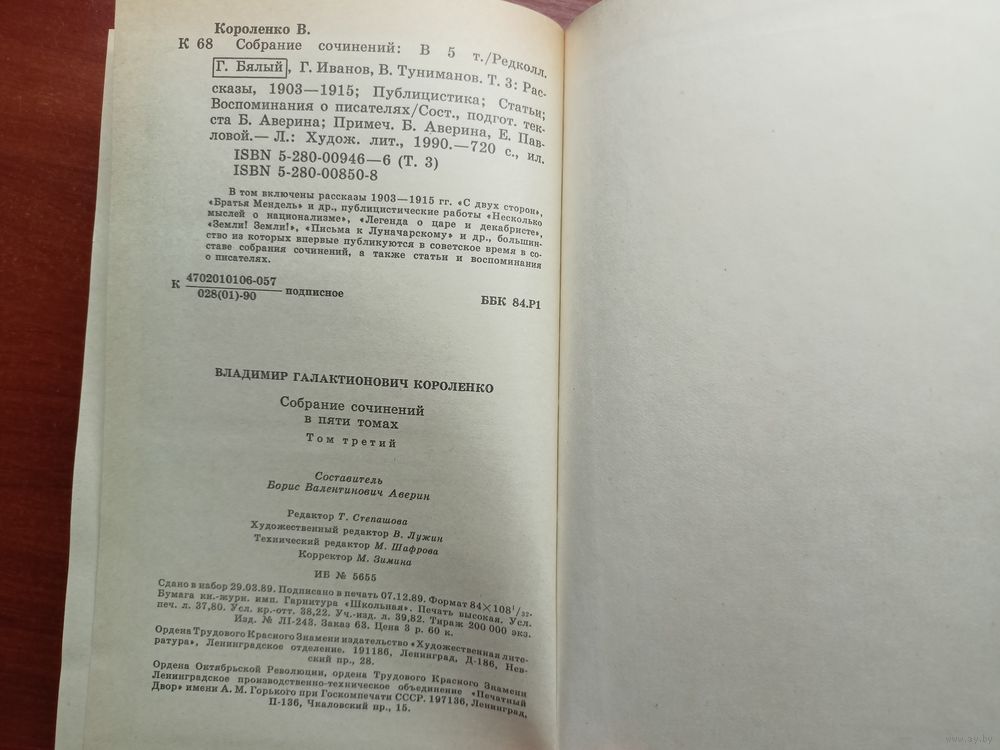 Короленко В.
К 68 Собрание сочинений: В 5 т./Редколл.
Г. Бялый, Г. Иванов, В. Туниманов. Т. 3: Рас-
сказы, 1903—1915; Публицистика; Статьи;
Воспоминания о писателях/Сост., подгот. тек-
ста Б. Аверина; Примеч. Б. Аверина, Е. Пав-
ловой.— Л.: Худож. лит., 1990.—720 с., ил.
ISBN 5-280-00946—6 (Т. 3)
ISBN 5-280-00850-8
В том включены рассказы 1903—1915 гг. «С двух сторон»,
«Братья Мендель» и др., публицистические работы «Несколько
мыслей о национализме», «Легенда о царе и декабристе»,
«Земли! Земли!», «Письма к Луначарскому» и др., большин-
ство из которых впервые публикуются в советское время в со-
ставе собрания сочинений, а также статьи и воспоминания
о писателях.
К 4702010106-057
028(01)-90 подписное
ББК 84.Р1
ВЛАДИМИР ГАЛАКТИОНОВИЧ КОРОЛЕНКО
Собрание сочинений
в пяти томах
Том третий
Составитель
Борис Валентинович Аверин
Редактор Т. Степашова
Художественный редактор В. Лужин
Технический редактор М. Шафрова
Корректор М. Зимина
ИБ № 5655
Сдано в набор 29.03.89. Подписано в печать 07.12.89. Формат 84×108¹/₃₂.
Бумага кн.-журн. имп. Гарнитура «Школьная». Печать высокая. Усл.
печ. л. 37,80. Усл. кр.-отт. 38,22. Уч.-изд. л. 39,82. Тираж 200 000 экз.
Изд. № ЛI-243. Заказ 63. Цена 3 р. 60 к.
Ордена Трудового Красного Знамени издательство «Художественная лите-
ратура», Ленинградское отделение. 191186, Ленинград, Д-186, Нев-
ский пр., 28.
Ордена Октябрьской Революции, ордена Трудового Красного Знамени
Ленинградское производственно-техническое объединение «Печатный
Двор» имени А. М. Горького при Госкомпечати СССР. 197136, Ленинград,
П-136, Чкаловский пр., 15.
www.ay.by